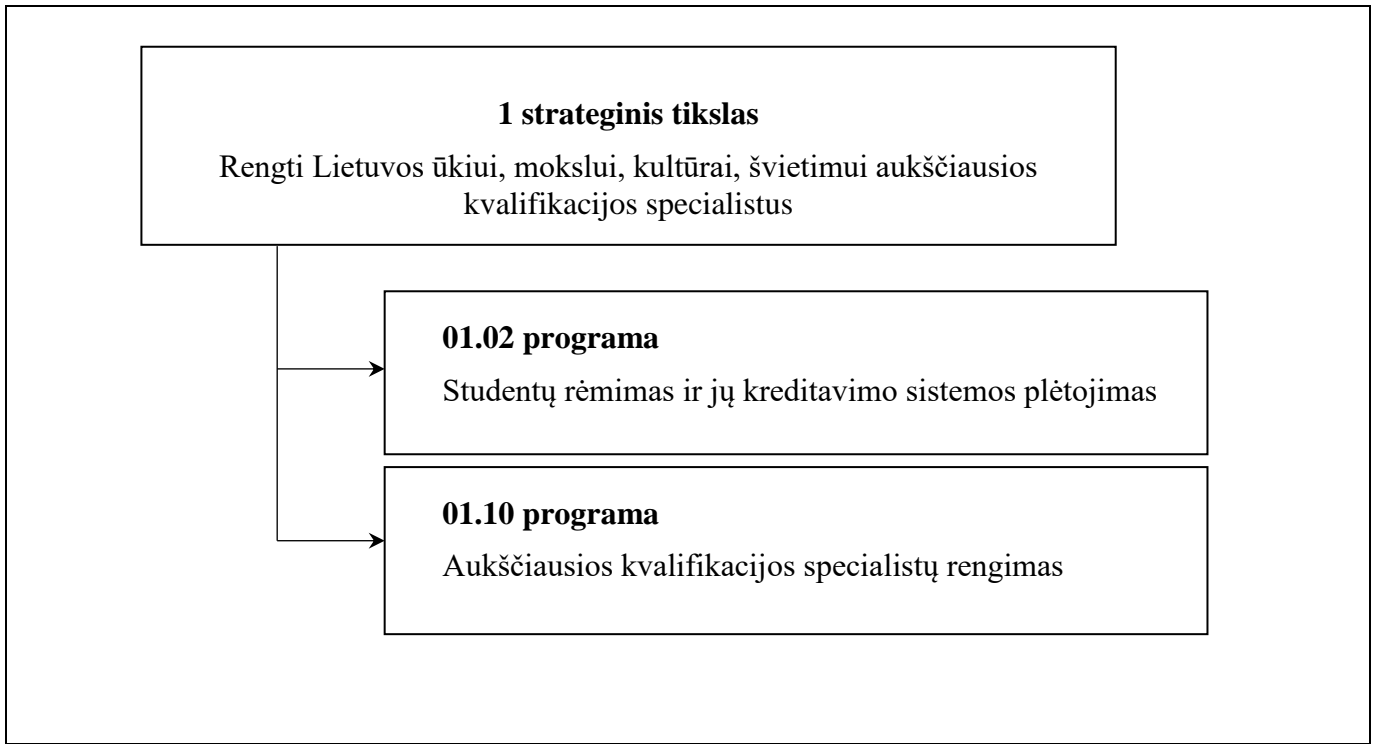 1 strateginis tikslas
Rengti Lietuvos ūkiui, mokslui, kultūrai, švietimui aukščiausios
kvalifikacijos specialistus
01.02 programa
Studentų rėmimas ir jų kreditavimo sistemos plėtojimas
01.10 programa
Aukščiausios kvalifikacijos specialistų rengimas